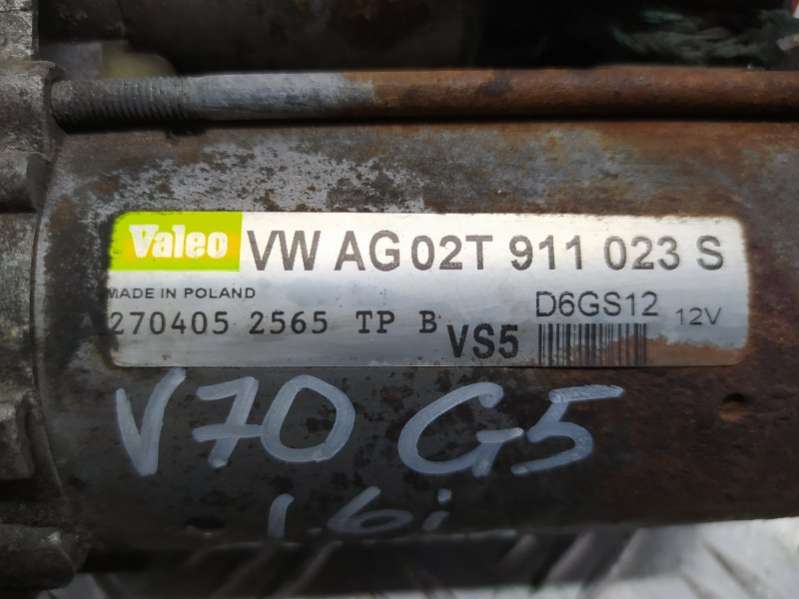 Valeo VW AG 02T 911 023 S
MADE IN POLAND
D6GS12 12V
270405 2565 TP B VS5
V70 G5
1.6i